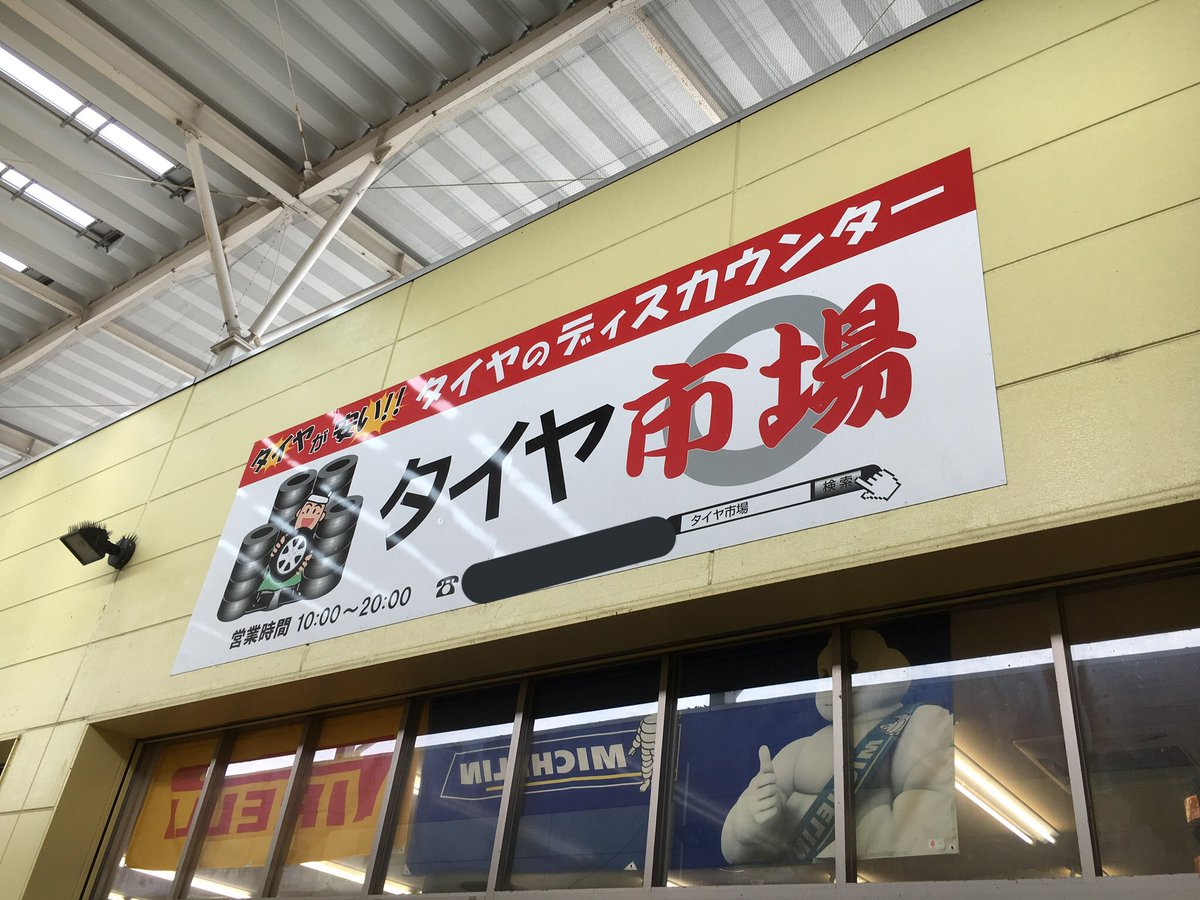 タイヤが安い!! タイヤのディスカウンター
タイヤ市場
タイヤ市場 検索
営業時間 10:00～20:00
PIRELLI
MICHELIN
MICHELIN